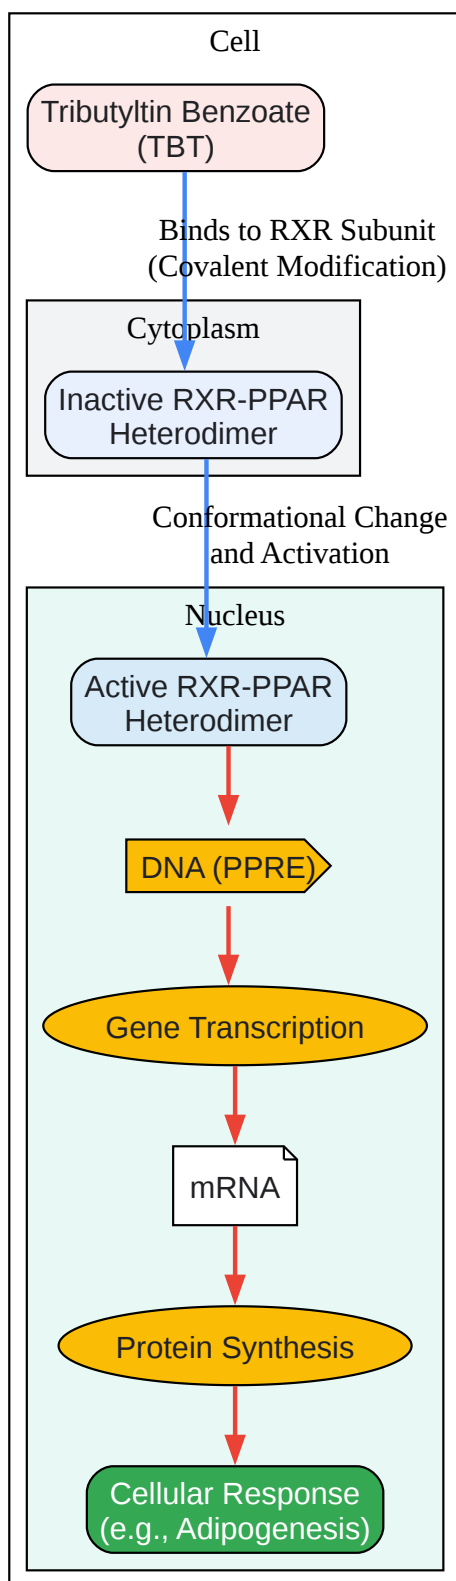 Cell
Tributyltin Benzoate
(TBT)
Binds to RXR Subunit
(Covalent Modification)
Cytoplasm
Inactive RXR-PPAR
Heterodimer
Conformational Change
and Activation
Nucleus
Active RXR-PPAR
Heterodimer
DNA (PPRE)
Gene Transcription
mRNA
Protein Synthesis
Cellular Response
(e.g., Adipogenesis)